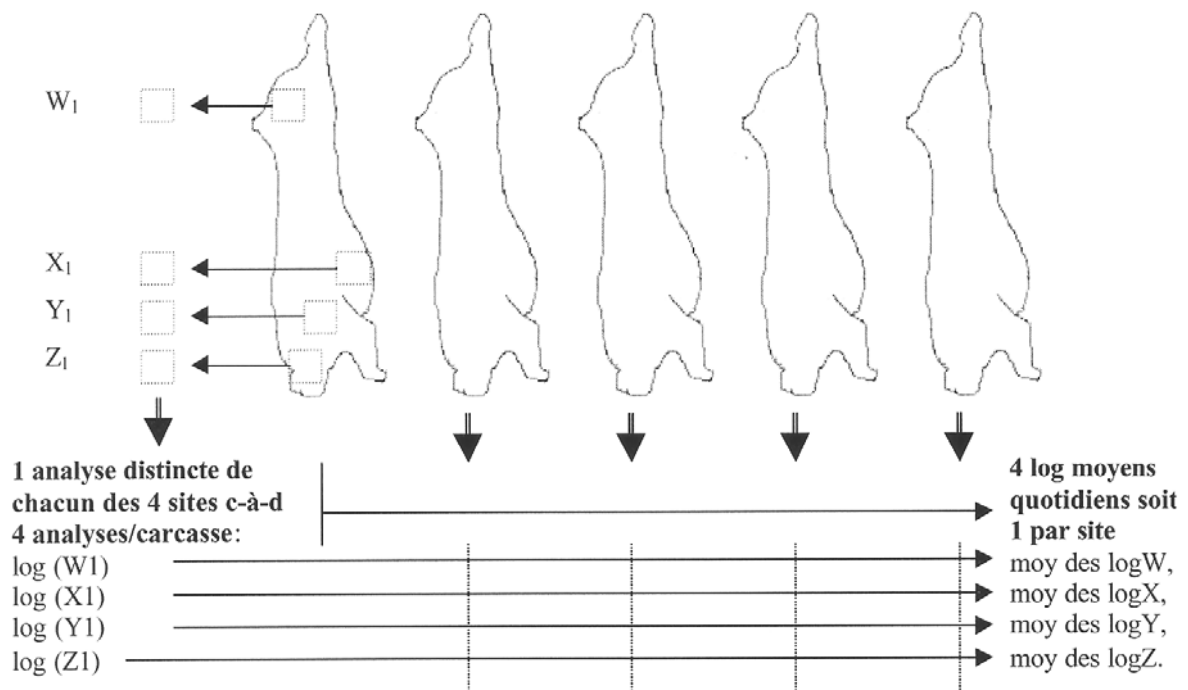 W1
X1
Y1
Z1
1 analyse distincte de
chacun des 4 sites c-à-d
4 analyses/carcasse:
log (W1)
log (X1)
log (Y1)
log (Z1)
4 log moyens
quotidiens soit
1 par site
moy des logW,
moy des logX,
moy des logY,
moy des logZ.